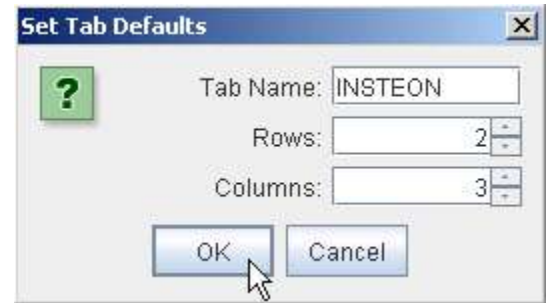 Set Tab Defaults
?
Tab Name: INSTEON
Rows: 2
Columns: 3
OK Cancel